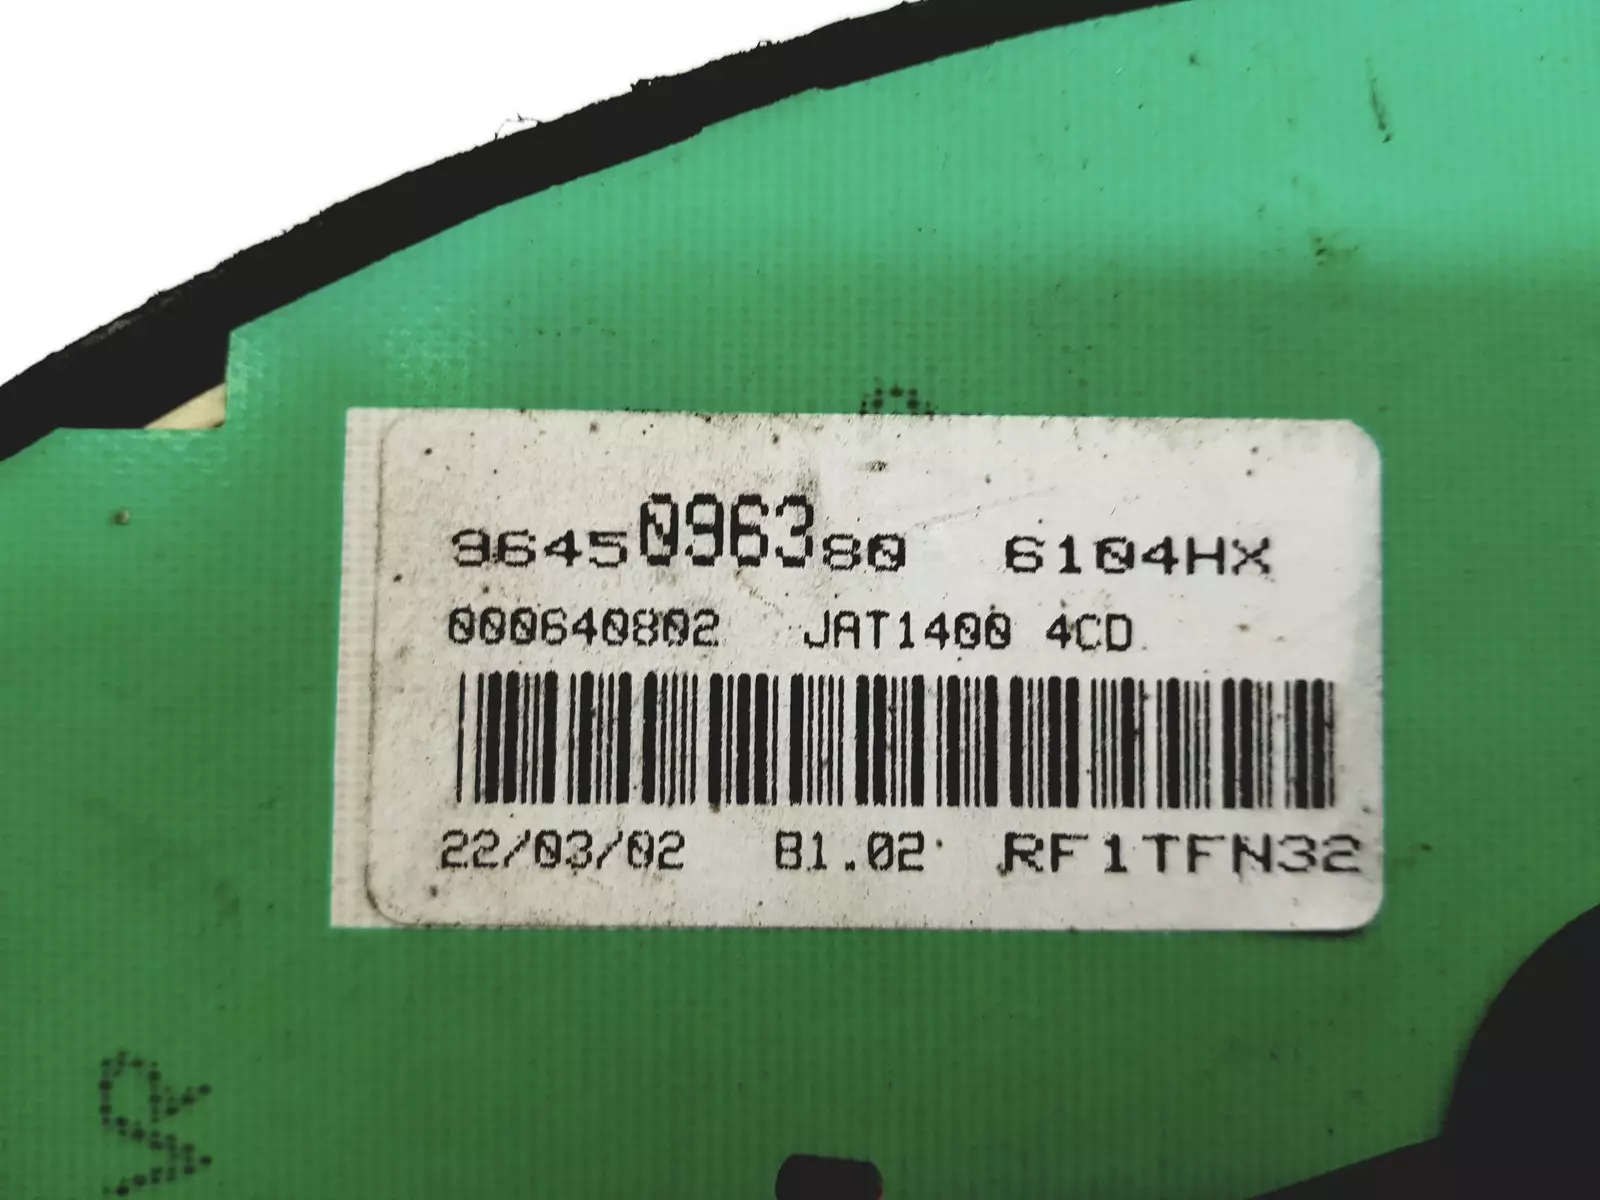 9645096380 6104HX
000640802 JAT1400 4CD
22/03/02 B1.02 RF1TFN32